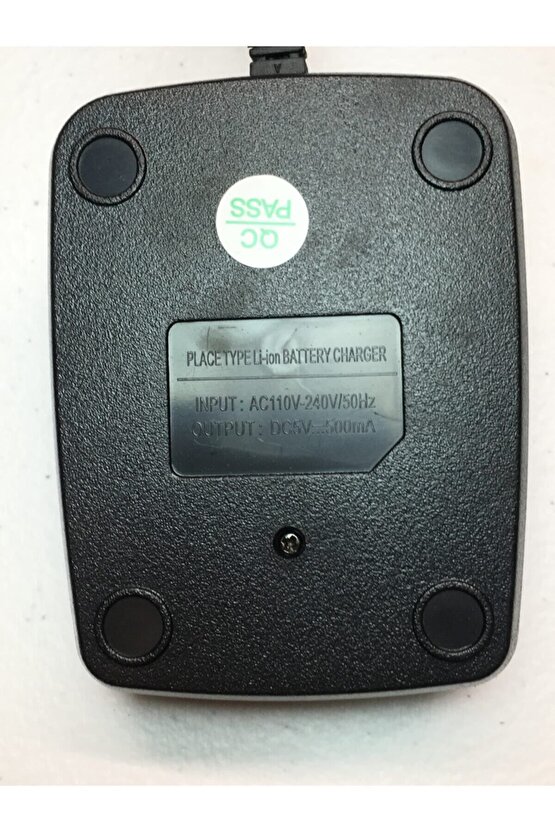 QC
PASS
PLACE TYPE Li-ion BATTERY CHARGER
INPUT : AC110V-240V/50Hz
OUTPUT : DC5V⎓500mA